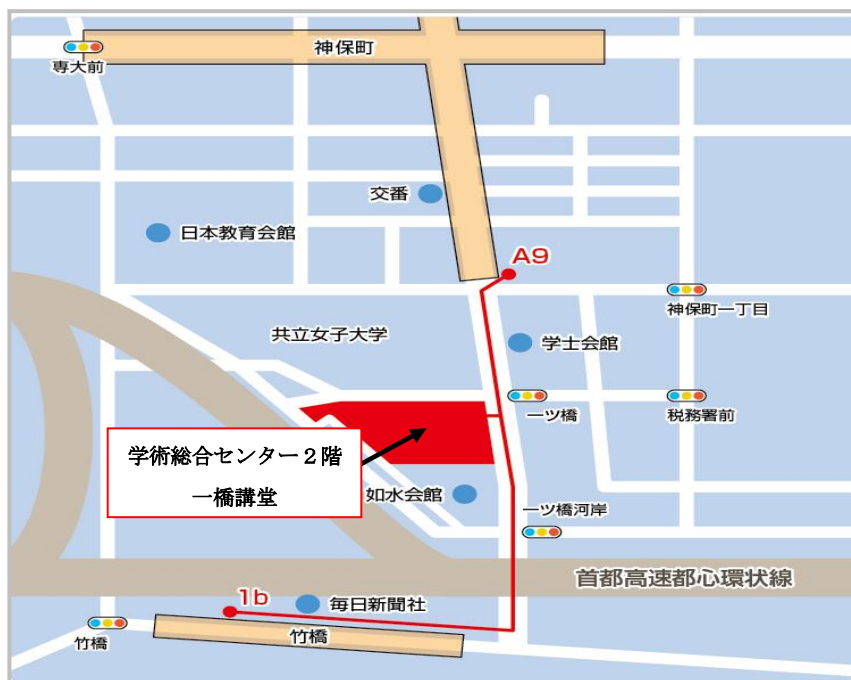 神保町
専大前
交番
日本教育会館
A9
神保町一丁目
共立女子大学
学士会館
一ツ橋
税務署前
学術総合センター２階
一橋講堂
如水会館
一ツ橋河岸
首都高速都心環状線
1b
毎日新聞社
竹橋
竹橋